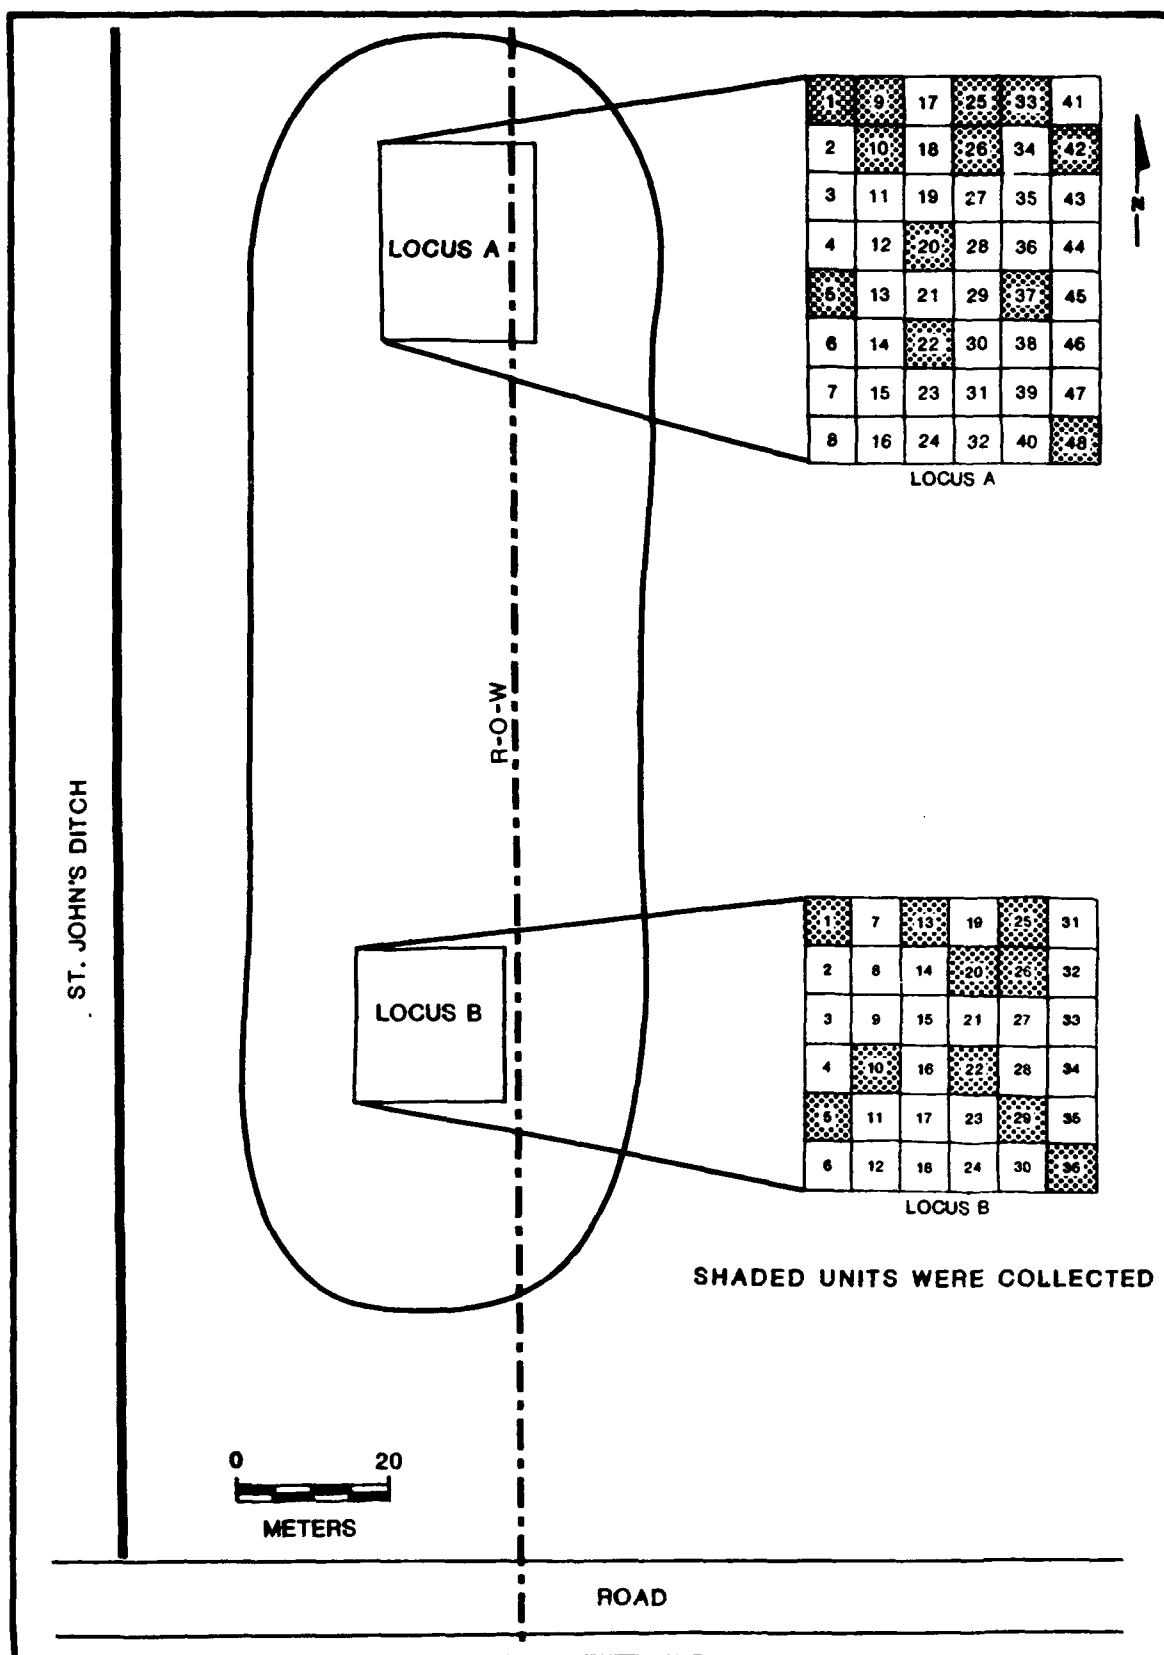 1 9 17 25 33 41
2 10 18 26 34 42
3 11 19 27 35 43
4 12 20 28 36 44
5 13 21 29 37 45
6 14 22 30 38 46
7 15 23 31 39 47
8 16 24 32 40 48
LOCUS A
N
LOCUS A
R-O-W
ST. JOHN'S DITCH
LOCUS B
1 7 13 19 25 31
2 8 14 20 26 32
3 9 15 21 27 33
4 10 16 22 28 34
5 11 17 23 29 35
6 12 18 24 30 36
LOCUS B
SHADED UNITS WERE COLLECTED
0 20
METERS
ROAD